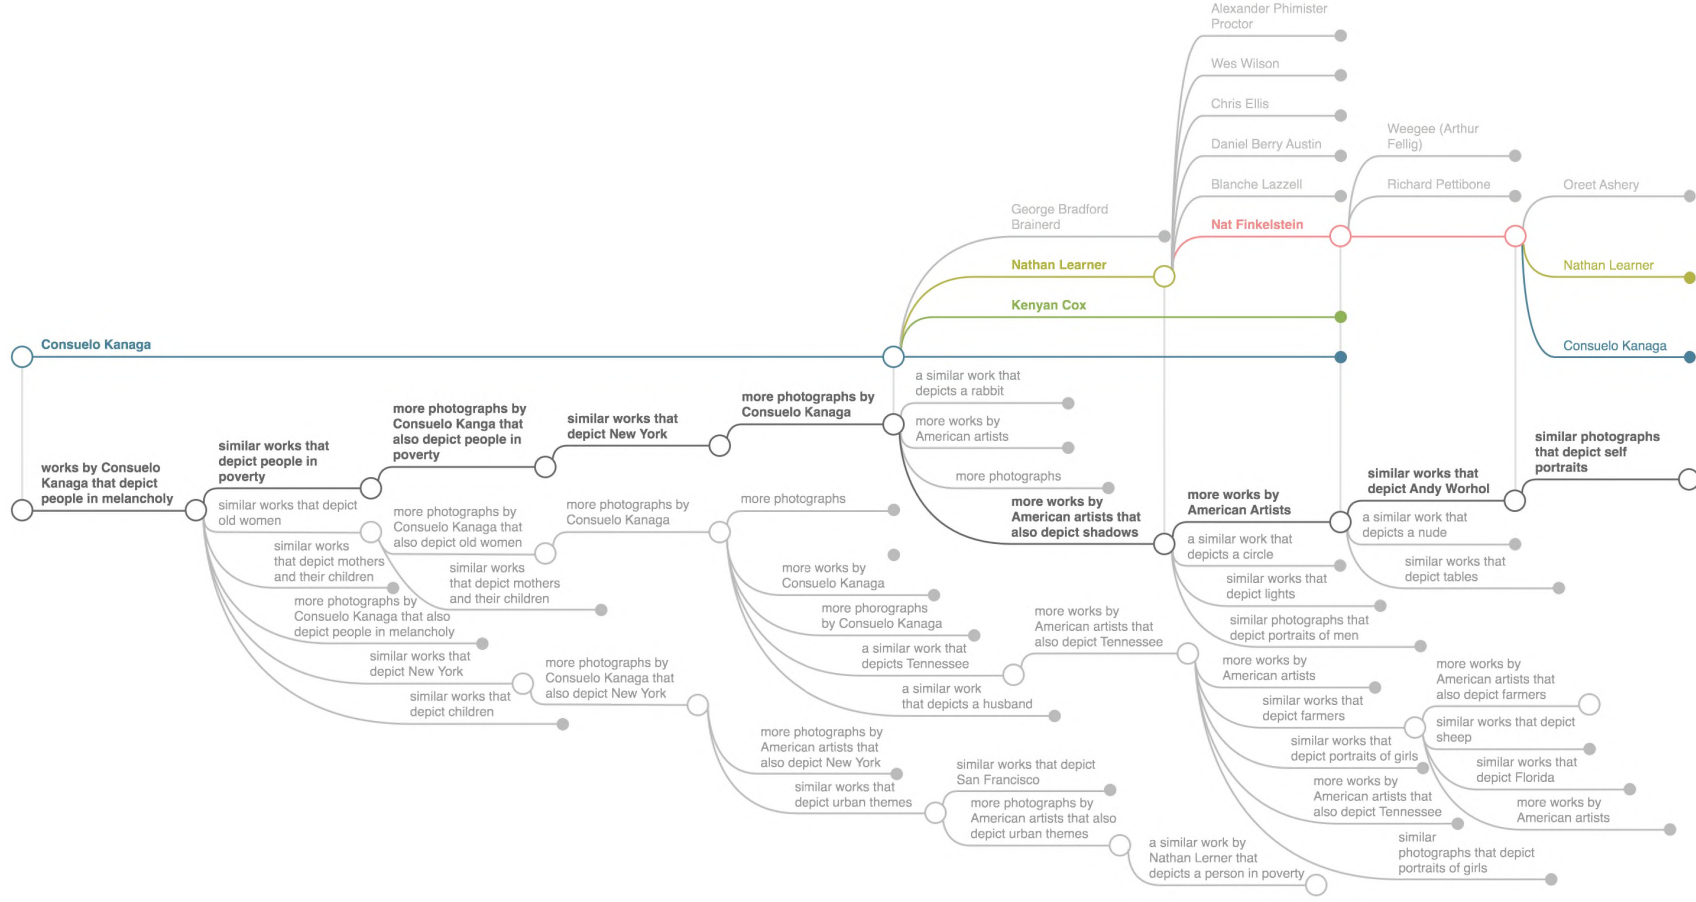 Alexander Phimister
Proctor
Wes Wilson
Chris Ellis
Daniel Berry Austin
Blanche Lazzell
Nat Finkelstein
Weegee (Arthur
Fellig)
Richard Pettibone
Oreet Ashery
Nathan Learner
Consuelo Kanaga
George Bradford
Brainerd
Nathan Learner
Kenyan Cox
Consuelo Kanaga
works by Consuelo
Kanaga that depict
people in melancholy
similar works that
depict people in
poverty
more photographs by
Consuelo Kanga that
also depict people in
poverty
similar works that
depict New York
more photographs by
Consuelo Kanaga
a similar work that
depicts a rabbit
more works by
American artists
more photographs
more works by
American artists that
also depict shadows
more works by
American Artists
similar works that
depict Andy Worhol
similar photographs
that depict self
portraits
a similar work that
depicts a nude
similar works that
depict tables
a similar work that
depicts a circle
similar works that
depict lights
similar photographs that
depict portraits of men
similar works that depict
old women
more photographs by
Consuelo Kanaga that
also depict old women
more photographs by
Consuelo Kanaga
more photgraphs
similar works
that depict mothers
and their children
similar works
that depict mothers
and their children
more works by
Consuelo Kanaga
more phorographs
by Consuelo Kanaga
a similar work that
depicts Tennessee
a similar work
that depicts a husband
more works by
American artists that
also depict Tennessee
more works by
American artists
similar works that
depict farmers
similar works that
depict portraits of girls
more works by
American artists that
also depict Tennessee
similar
photographs that depict
portraits of girls
more works by
American artists that
also depict farmers
similar works that depict
sheep
similar works that
depict Florida
more works by
American artists
more photographs by
Consuelo Kanaga that also
depict people in melancholy
similar works that
depict New York
more photographs by
Consuelo Kanaga that
also depict New York
similar works that
depict children
more photographs by
American artists that
also depict New York
similar works that
depict urban themes
similar works that depict
San Francisco
more photographs by
American artists that also
depict urban themes
a similar work by
Nathan Lerner that
depicts a person in poverty